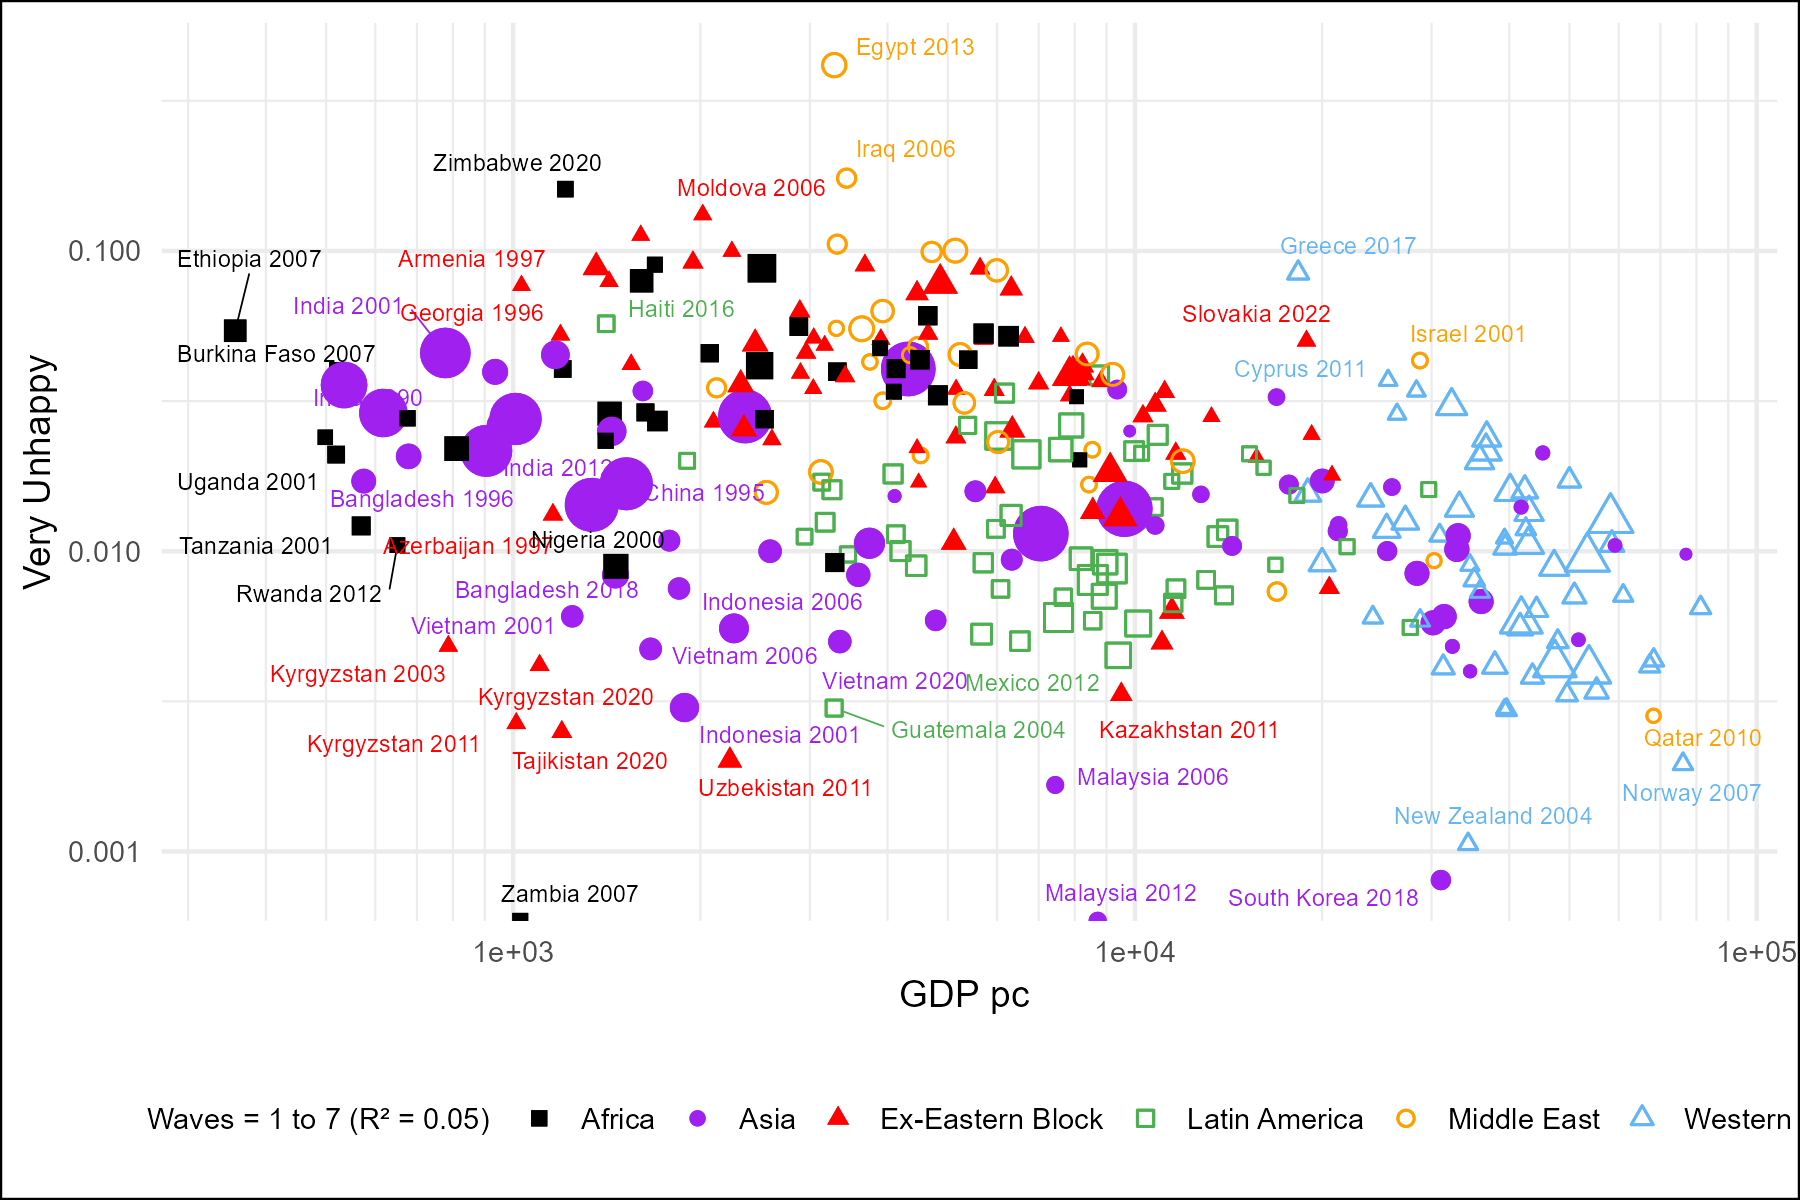 Egypt 2013
Iraq 2006
Zimbabwe 2020
Moldova 2006
0.100
Greece 2017
Ethiopia 2007
Armenia 1997
India 2001
Georgia 1996
Haiti 2016
Slovakia 2022
Israel 2001
Burkina Faso 2007
Cyprus 2011
90
India 2012
Uganda 2001
Bangladesh 1996
China 1995
Very Unhappy
0.010
Tanzania 2001
Azerbaijan 1997
Nigeria 2000
Rwanda 2012
Bangladesh 2018
Indonesia 2006
Vietnam 2001
Vietnam 2006
Kyrgyzstan 2003
Vietnam 2020
Mexico 2012
Kyrgyzstan 2020
Guatemala 2004
Kazakhstan 2011
Indonesia 2001
Qatar 2010
Kyrgyzstan 2011
Tajikistan 2020
Malaysia 2006
Uzbekistan 2011
Norway 2007
New Zealand 2004
0.001
Zambia 2007
Malaysia 2012
South Korea 2018
1e+03
1e+04
1e+05
GDP pc
Waves = 1 to 7 (R² = 0.05)
Africa
Asia
Ex-Eastern Block
Latin America
Middle East
Western